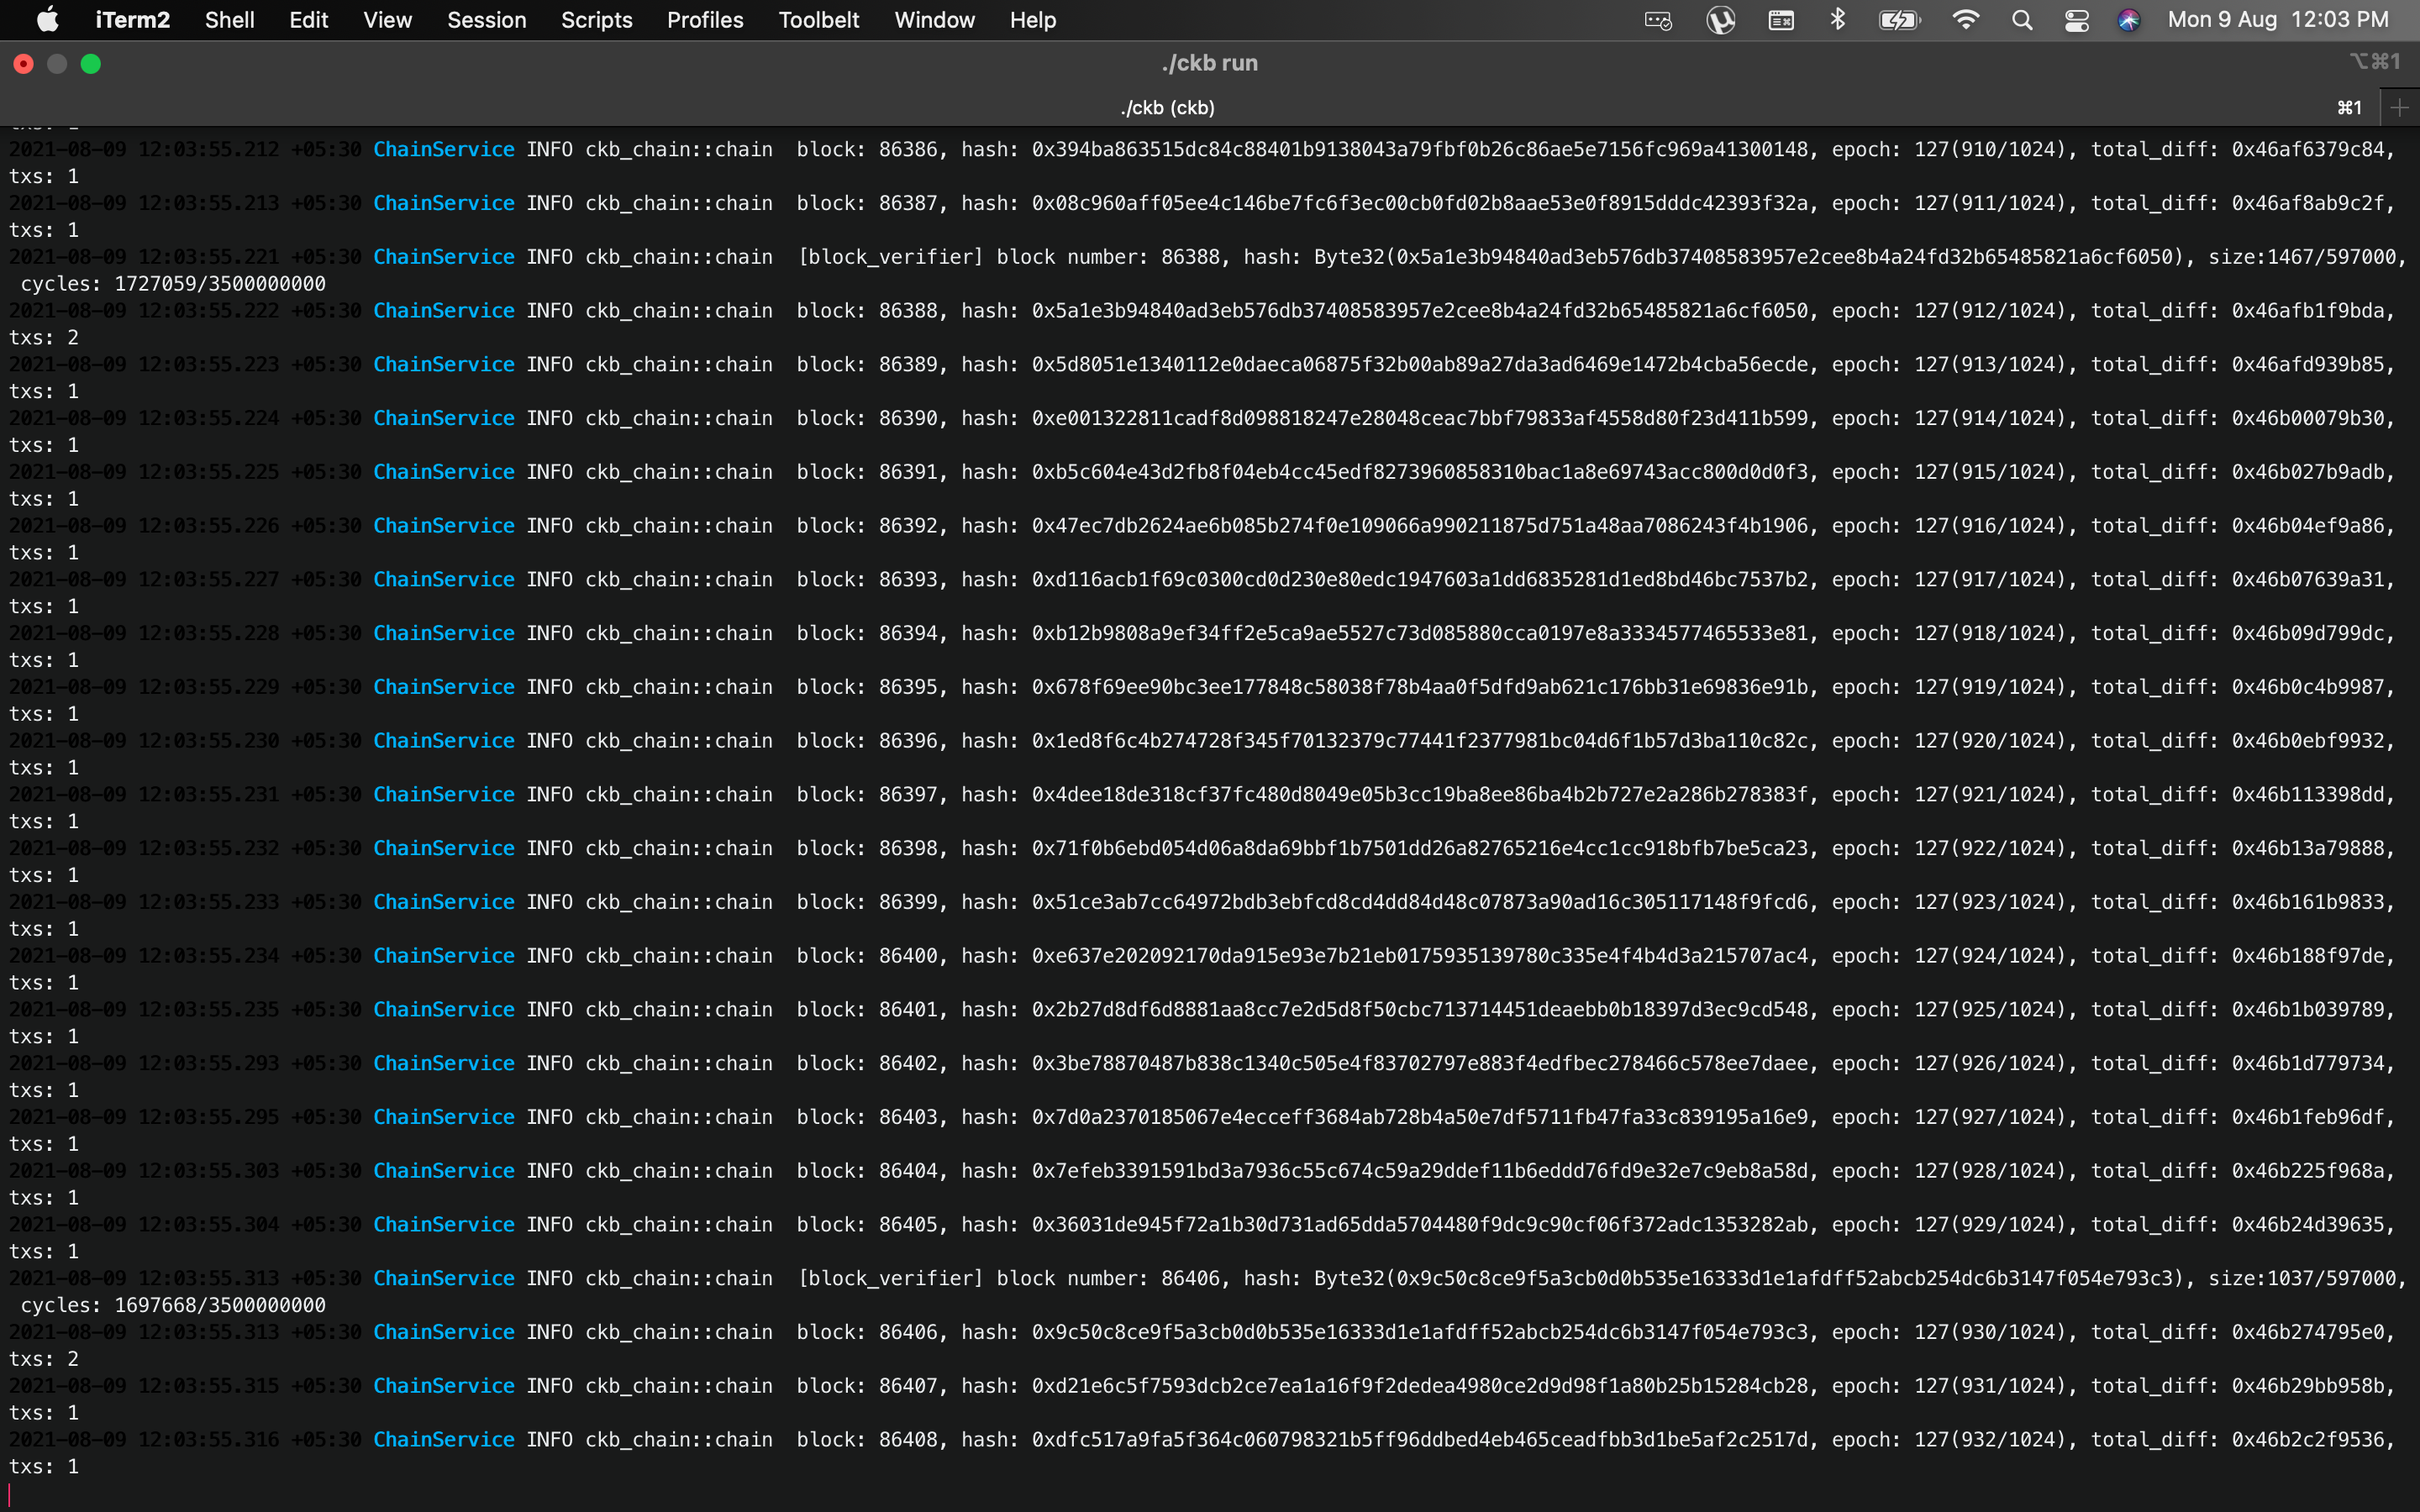 iTerm2 Shell Edit View Session Scripts Profiles Toolbelt Window Help Mon 9 Aug 12:03 PM
./ckb run ⌥⌘1
./ckb (ckb) ⌘1
txs: 1
2021-08-09 12:03:55.212 +05:30 ChainService INFO ckb_chain::chain  block: 86386, hash: 0x394ba863515dc84c88401b9138043a79fbf0b26c86ae5e7156fc969a41300148, epoch: 127(910/1024), total_diff: 0x46af6379c84,
txs: 1
2021-08-09 12:03:55.213 +05:30 ChainService INFO ckb_chain::chain  block: 86387, hash: 0x08c960aff05ee4c146be7fc6f3ec00cb0fd02b8aae53e0f8915dddc42393f32a, epoch: 127(911/1024), total_diff: 0x46af8ab9c2f,
txs: 1
2021-08-09 12:03:55.221 +05:30 ChainService INFO ckb_chain::chain  [block_verifier] block number: 86388, hash: Byte32(0x5a1e3b94840ad3eb576db37408583957e2cee8b4a24fd32b65485821a6cf6050), size:1467/597000,
cycles: 1727059/3500000000
2021-08-09 12:03:55.222 +05:30 ChainService INFO ckb_chain::chain  block: 86388, hash: 0x5a1e3b94840ad3eb576db37408583957e2cee8b4a24fd32b65485821a6cf6050, epoch: 127(912/1024), total_diff: 0x46afb1f9bda,
txs: 2
2021-08-09 12:03:55.223 +05:30 ChainService INFO ckb_chain::chain  block: 86389, hash: 0x5d8051e1340112e0daeca06875f32b00ab89a27da3ad6469e1472b4cba56ecde, epoch: 127(913/1024), total_diff: 0x46afd939b85,
txs: 1
2021-08-09 12:03:55.224 +05:30 ChainService INFO ckb_chain::chain  block: 86390, hash: 0xe001322811cadf8d098818247e28048ceac7bbf79833af4558d80f23d411b599, epoch: 127(914/1024), total_diff: 0x46b00079b30,
txs: 1
2021-08-09 12:03:55.225 +05:30 ChainService INFO ckb_chain::chain  block: 86391, hash: 0xb5c604e43d2fb8f04eb4cc45edf8273960858310bac1a8e69743acc800d0d0f3, epoch: 127(915/1024), total_diff: 0x46b027b9adb,
txs: 1
2021-08-09 12:03:55.226 +05:30 ChainService INFO ckb_chain::chain  block: 86392, hash: 0x47ec7db2624ae6b085b274f0e109066a990211875d751a48aa7086243f4b1906, epoch: 127(916/1024), total_diff: 0x46b04ef9a86,
txs: 1
2021-08-09 12:03:55.227 +05:30 ChainService INFO ckb_chain::chain  block: 86393, hash: 0xd116acb1f69c0300cd0d230e80edc1947603a1dd6835281d1ed8bd46bc7537b2, epoch: 127(917/1024), total_diff: 0x46b07639a31,
txs: 1
2021-08-09 12:03:55.228 +05:30 ChainService INFO ckb_chain::chain  block: 86394, hash: 0xb12b9808a9ef34ff2e5ca9ae5527c73d085880cca0197e8a3334577465533e81, epoch: 127(918/1024), total_diff: 0x46b09d799dc,
txs: 1
2021-08-09 12:03:55.229 +05:30 ChainService INFO ckb_chain::chain  block: 86395, hash: 0x678f69ee90bc3ee177848c58038f78b4aa0f5dfd9ab621c176bb31e69836e91b, epoch: 127(919/1024), total_diff: 0x46b0c4b9987,
txs: 1
2021-08-09 12:03:55.230 +05:30 ChainService INFO ckb_chain::chain  block: 86396, hash: 0x1ed8f6c4b274728f345f70132379c77441f2377981bc04d6f1b57d3ba110c82c, epoch: 127(920/1024), total_diff: 0x46b0ebf9932,
txs: 1
2021-08-09 12:03:55.231 +05:30 ChainService INFO ckb_chain::chain  block: 86397, hash: 0x4dee18de318cf37fc480d8049e05b3cc19ba8ee86ba4b2b727e2a286b278383f, epoch: 127(921/1024), total_diff: 0x46b113398dd,
txs: 1
2021-08-09 12:03:55.232 +05:30 ChainService INFO ckb_chain::chain  block: 86398, hash: 0x71f0b6ebd054d06a8da69bbf1b7501dd26a82765216e4cc1cc918bfb7be5ca23, epoch: 127(922/1024), total_diff: 0x46b13a79888,
txs: 1
2021-08-09 12:03:55.233 +05:30 ChainService INFO ckb_chain::chain  block: 86399, hash: 0x51ce3ab7cc64972bdb3ebfcd8cd4dd84d48c07873a90ad16c305117148f9fcd6, epoch: 127(923/1024), total_diff: 0x46b161b9833,
txs: 1
2021-08-09 12:03:55.234 +05:30 ChainService INFO ckb_chain::chain  block: 86400, hash: 0xe637e202092170da915e93e7b21eb0175935139780c335e4f4b4d3a215707ac4, epoch: 127(924/1024), total_diff: 0x46b188f97de,
txs: 1
2021-08-09 12:03:55.235 +05:30 ChainService INFO ckb_chain::chain  block: 86401, hash: 0x2b27d8df6d8881aa8cc7e2d5d8f50cbc713714451deaebb0b18397d3ec9cd548, epoch: 127(925/1024), total_diff: 0x46b1b039789,
txs: 1
2021-08-09 12:03:55.293 +05:30 ChainService INFO ckb_chain::chain  block: 86402, hash: 0x3be78870487b838c1340c505e4f83702797e883f4edfbec278466c578ee7daee, epoch: 127(926/1024), total_diff: 0x46b1d779734,
txs: 1
2021-08-09 12:03:55.295 +05:30 ChainService INFO ckb_chain::chain  block: 86403, hash: 0x7d0a2370185067e4ecceff3684ab728b4a50e7df5711fb47fa33c839195a16e9, epoch: 127(927/1024), total_diff: 0x46b1feb96df,
txs: 1
2021-08-09 12:03:55.303 +05:30 ChainService INFO ckb_chain::chain  block: 86404, hash: 0x7efeb3391591bd3a7936c55c674c59a29ddef11b6eddd76fd9e32e7c9eb8a58d, epoch: 127(928/1024), total_diff: 0x46b225f968a,
txs: 1
2021-08-09 12:03:55.304 +05:30 ChainService INFO ckb_chain::chain  block: 86405, hash: 0x36031de945f72a1b30d731ad65dda5704480f9dc9c90cf06f372adc1353282ab, epoch: 127(929/1024), total_diff: 0x46b24d39635,
txs: 1
2021-08-09 12:03:55.313 +05:30 ChainService INFO ckb_chain::chain  [block_verifier] block number: 86406, hash: Byte32(0x9c50c8ce9f5a3cb0d0b535e16333d1e1afdff52abcb254dc6b3147f054e793c3), size:1037/597000,
cycles: 1697668/3500000000
2021-08-09 12:03:55.313 +05:30 ChainService INFO ckb_chain::chain  block: 86406, hash: 0x9c50c8ce9f5a3cb0d0b535e16333d1e1afdff52abcb254dc6b3147f054e793c3, epoch: 127(930/1024), total_diff: 0x46b274795e0,
txs: 2
2021-08-09 12:03:55.315 +05:30 ChainService INFO ckb_chain::chain  block: 86407, hash: 0xd21e6c5f7593dcb2ce7ea1a16f9f2dedea4980ce2d9d98f1a80b25b15284cb28, epoch: 127(931/1024), total_diff: 0x46b29bb958b,
txs: 1
2021-08-09 12:03:55.316 +05:30 ChainService INFO ckb_chain::chain  block: 86408, hash: 0xdfc517a9fa5f364c060798321b5ff96ddbed4eb465ceadfbb3d1be5af2c2517d, epoch: 127(932/1024), total_diff: 0x46b2c2f9536,
txs: 1